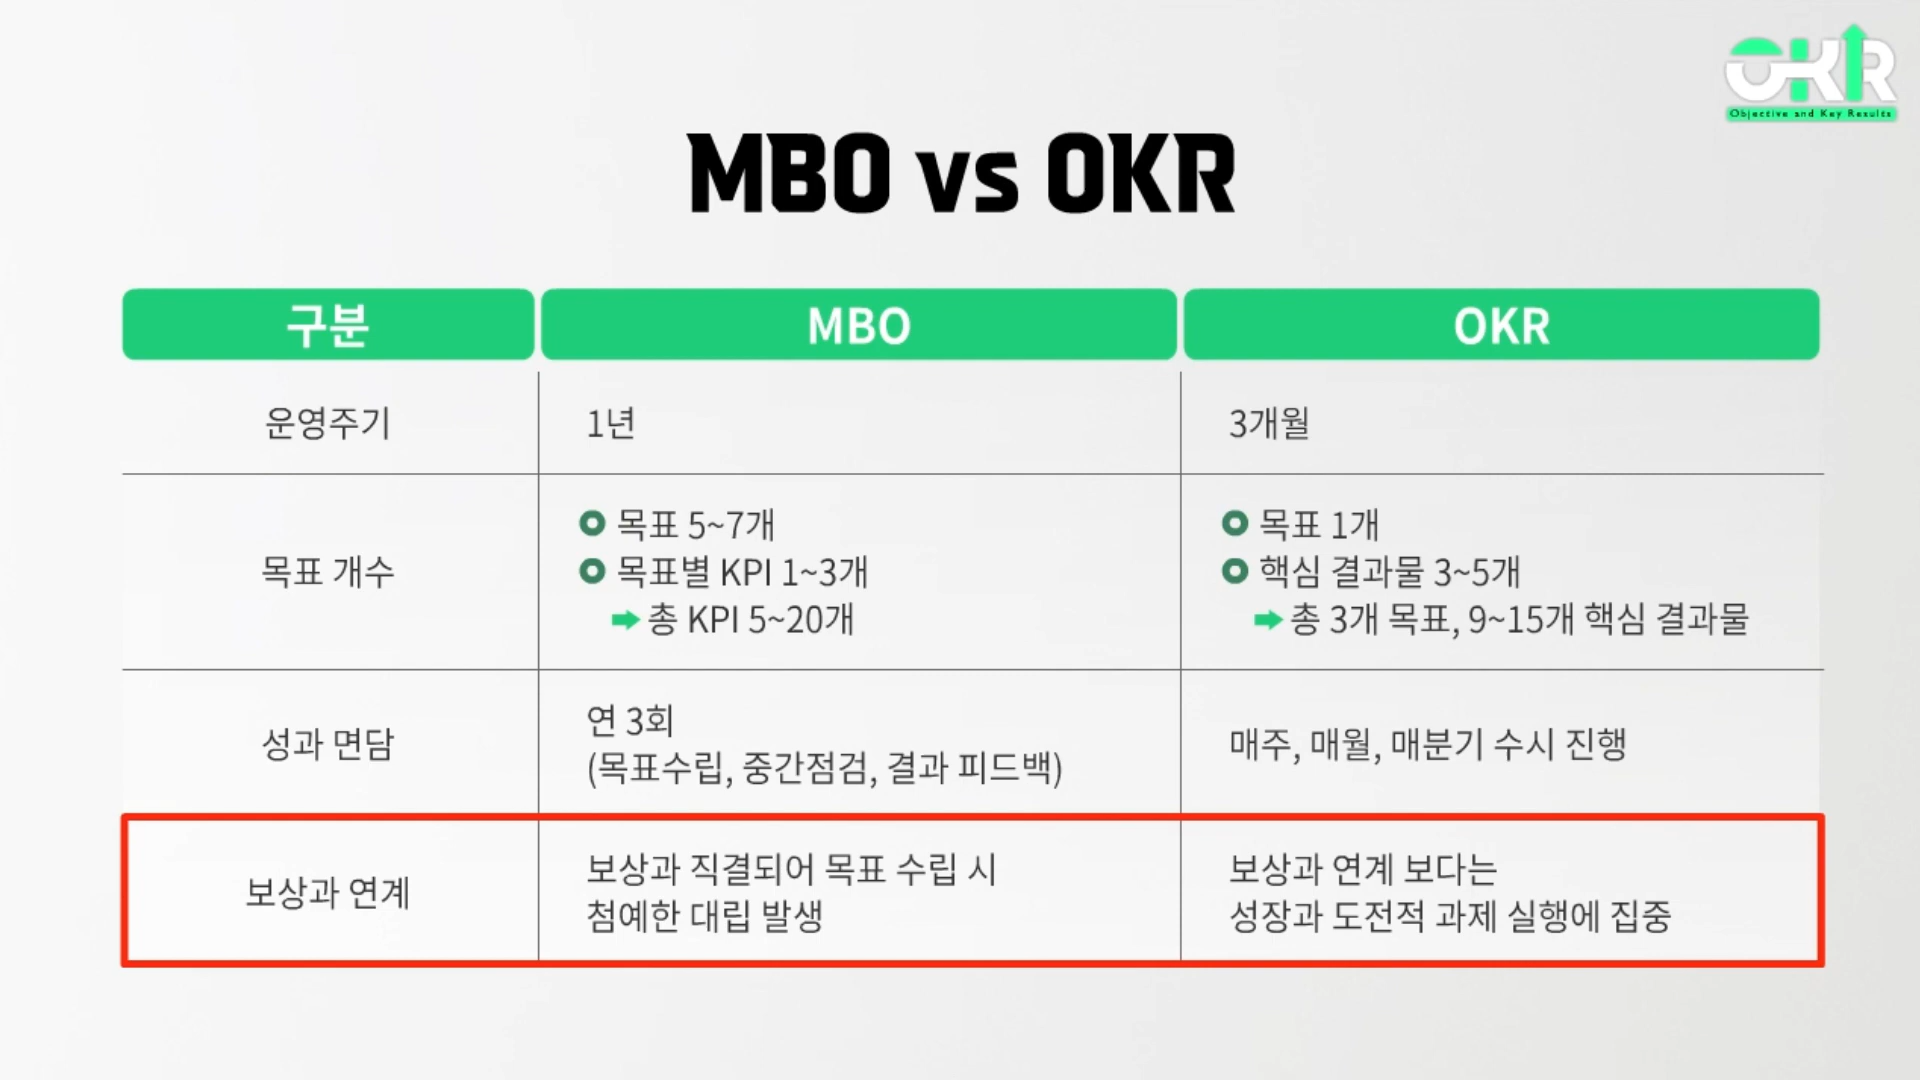 OKR
Objective and Key Results
MBO vs OKR
구분
MBO
OKR
운영주기
1년
3개월
목표 개수
목표 5~7개
목표별 KPI 1~3개
총 KPI 5~20개
목표 1개
핵심 결과물 3~5개
총 3개 목표, 9~15개 핵심 결과물
성과 면담
연 3회
(목표수립, 중간점검, 결과 피드백)
매주, 매월, 매분기 수시 진행
보상과 연계
보상과 직결되어 목표 수립 시
첨예한 대립 발생
보상과 연계 보다는
성장과 도전적 과제 실행에 집중